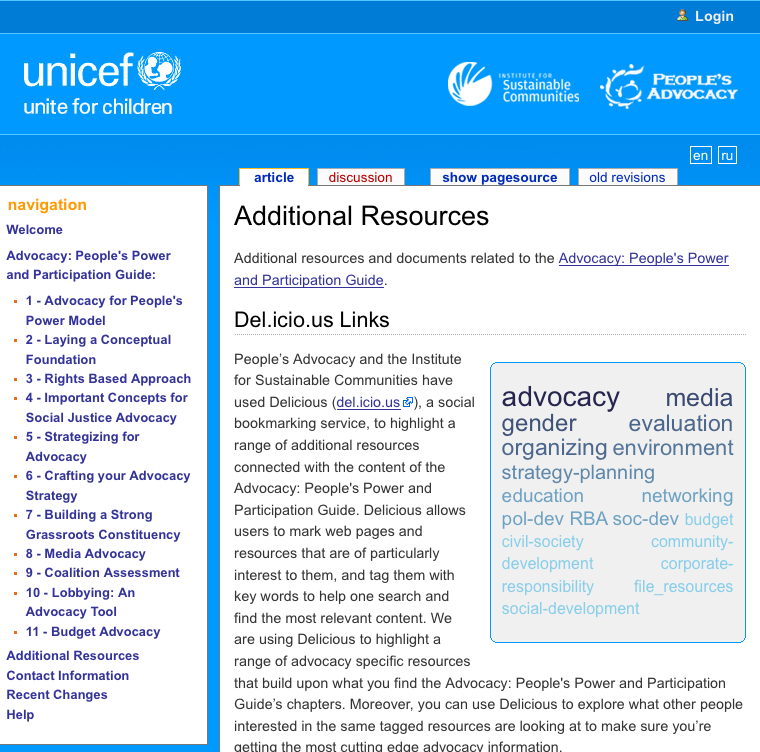 Login
unicef
unite for children
INSTITUTE FOR
Sustainable
Communities
PEOPLE'S
ADVOCACY
en ru
article discussion show pagesource old revisions
navigation
Welcome
Advocacy: People's Power
and Participation Guide:
1 - Advocacy for People's
Power Model
2 - Laying a Conceptual
Foundation
3 - Rights Based Approach
4 - Important Concepts for
Social Justice Advocacy
5 - Strategizing for
Advocacy
6 - Crafting your Advocacy
Strategy
7 - Building a Strong
Grassroots Constituency
8 - Media Advocacy
9 - Coalition Assessment
10 - Lobbying: An
Advocacy Tool
11 - Budget Advocacy
Additional Resources
Contact Information
Recent Changes
Help
Additional Resources
Additional resources and documents related to the Advocacy: People's Power
and Participation Guide.
Del.icio.us Links
People’s Advocacy and the Institute
for Sustainable Communities have
used Delicious (del.icio.us), a social
bookmarking service, to highlight a
range of additional resources
connected with the content of the
Advocacy: People's Power and
Participation Guide. Delicious allows
users to mark web pages and
resources that are of particularly
interest to them, and tag them with
key words to help one search and
find the most relevant content. We
are using Delicious to highlight a
range of advocacy specific resources
that build upon what you find the Advocacy: People's Power and Participation
Guide’s chapters. Moreover, you can use Delicious to explore what other people
interested in the same tagged resources are looking at to make sure you’re
getting the most cutting edge advocacy information.
advocacy media
gender evaluation
organizing environment
strategy-planning
education networking
pol-dev RBA soc-dev budget
civil-society community-
development corporate-
responsibility file_resources
social-development